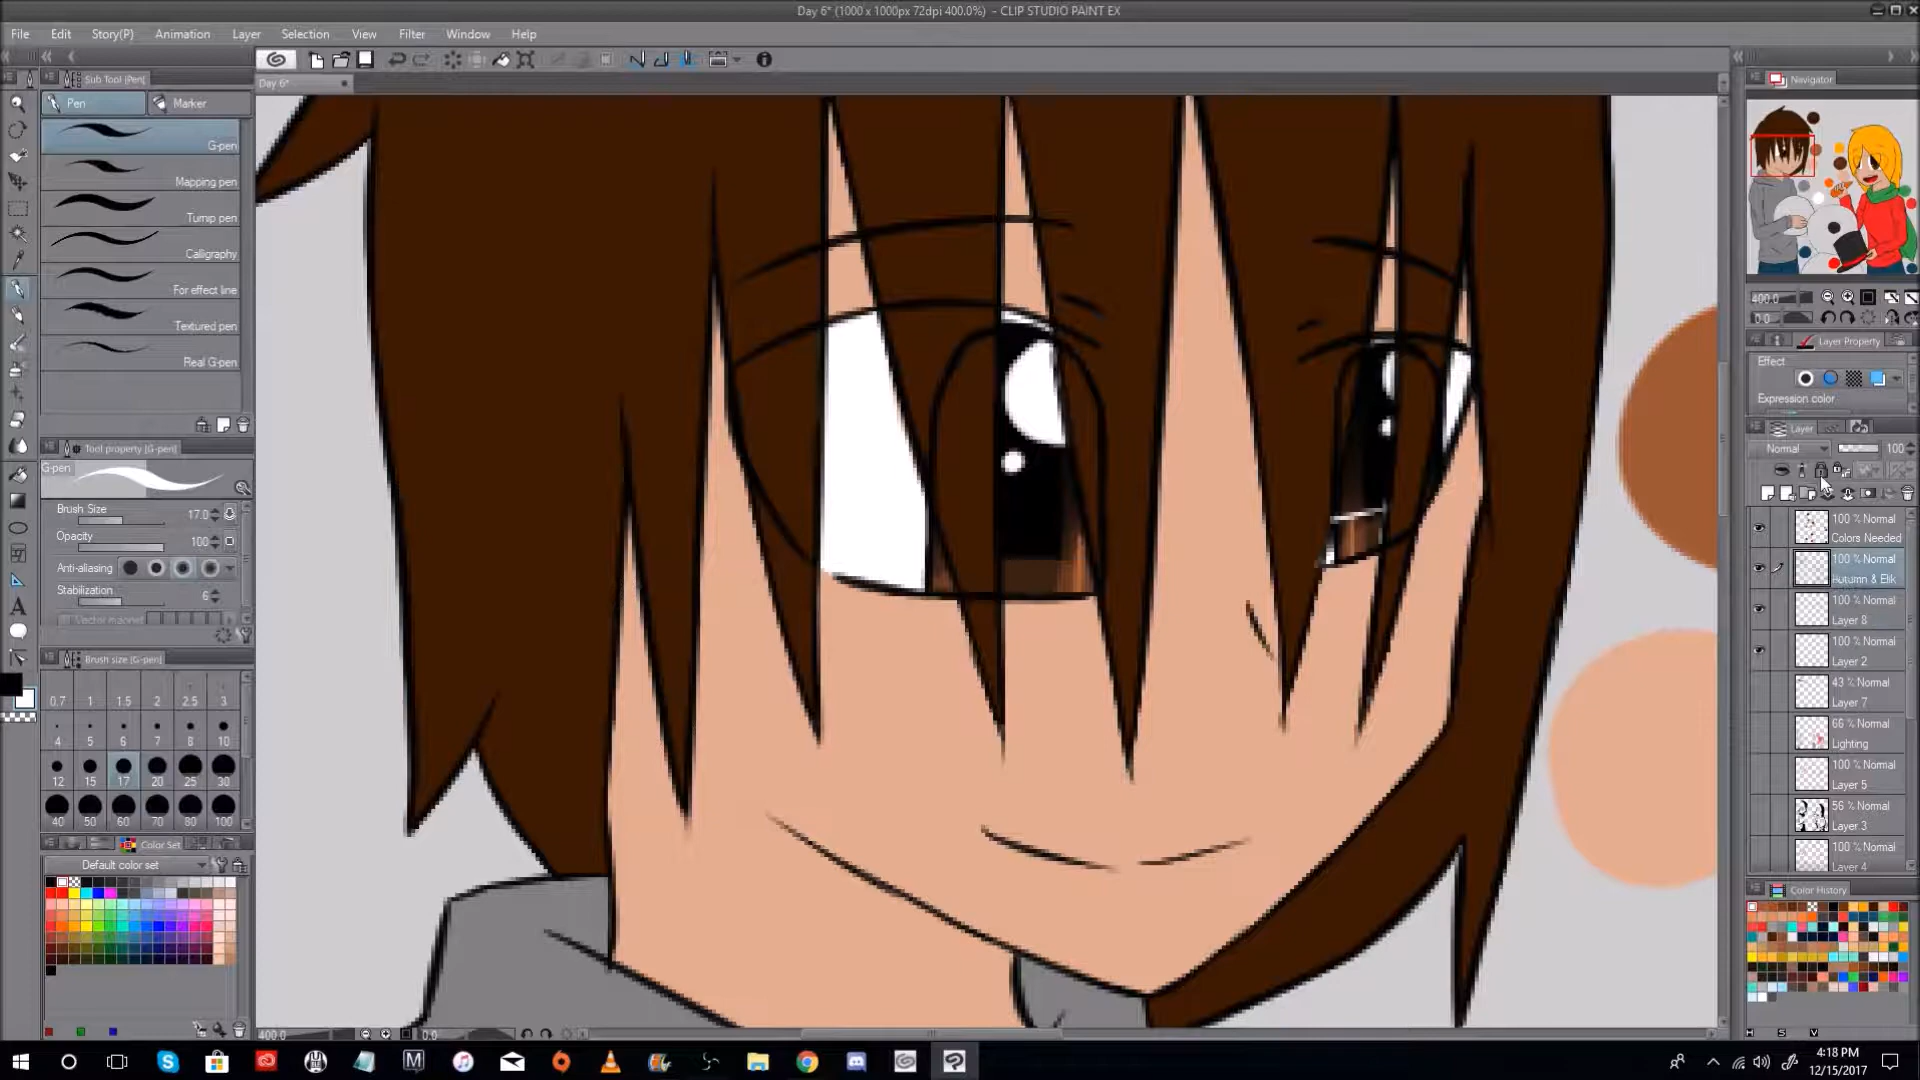 Day 6* (1000 x 1000px 72dpi 400.0%) - CLIP STUDIO PAINT EX
File Edit Story(P) Animation Layer Selection View Filter Window Help
Sub Tool [Pen]
Day 6*
Navigator
Pen Marker
G-pen
Mapping pen
Turnip pen
Calligraphy
For effect line
Textured pen
Real G-pen
400.0
0.0
Layer Property
Effect
Expression color
Layer
Normal 100
Tool property [G-pen]
G-pen
Brush Size 17.0
Opacity 100
Anti-aliasing
Stabilization 6
Vector magnet
100 % Normal
Colors Needed
100 % Normal
Autumn & Elik
100 % Normal
Layer 8
100 % Normal
Layer 2
43 % Normal
Layer 7
66 % Normal
Lighting
100 % Normal
Layer 5
56 % Normal
Layer 3
100 % Normal
Layer 4
Brush size [G-pen]
0.7 1 1.5 2 2.5 3
4 5 6 7 8 10
12 15 17 20 25 30
40 50 60 70 80 100
Color Set
Default color set
Color History
H S V
400.0 0.0
4:18 PM
12/15/2017